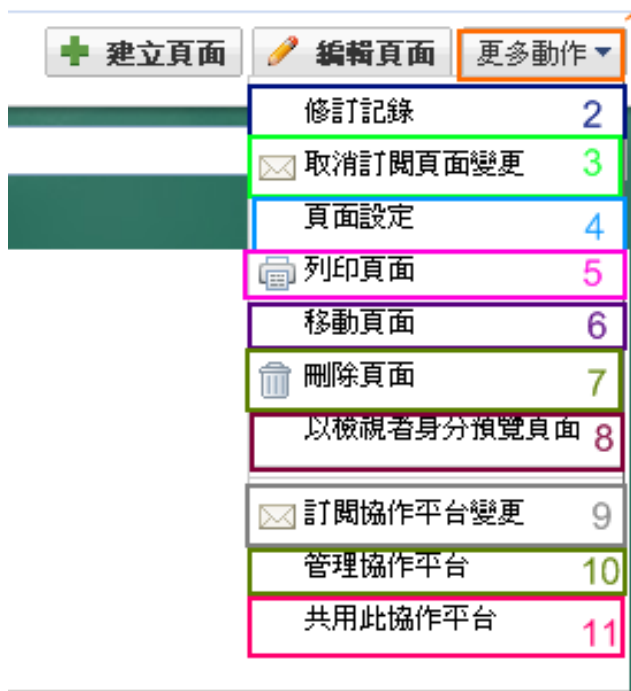 建立頁面 編輯頁面 更多動作
修訂記錄 2
取消訂閱頁面變更 3
頁面設定 4
列印頁面 5
移動頁面 6
刪除頁面 7
以檢視者身分預覽頁面 8
訂閱協作平台變更 9
管理協作平台 10
共用此協作平台 11